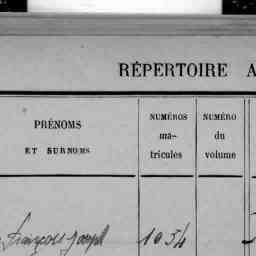 RÉPERTOIRE A
PRÉNOMS
ET SURNOMS
NUMÉROS
ma-
tricules
NUMÉRO
du
volume
François Joseph 1054